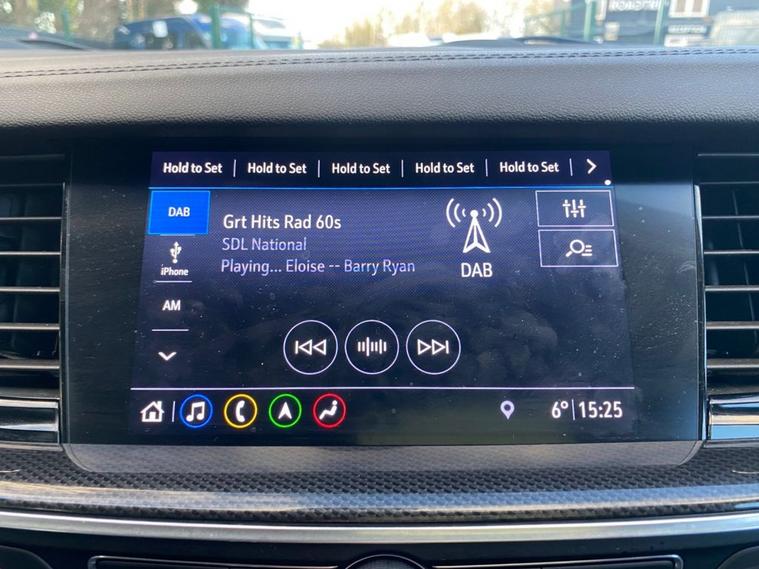 Hold to Set | Hold to Set | Hold to Set | Hold to Set | Hold to Set
DAB
Grt Hits Rad 60s
SDL National
Playing... Eloise -- Barry Ryan
DAB
iPhone
AM
6° | 15:25